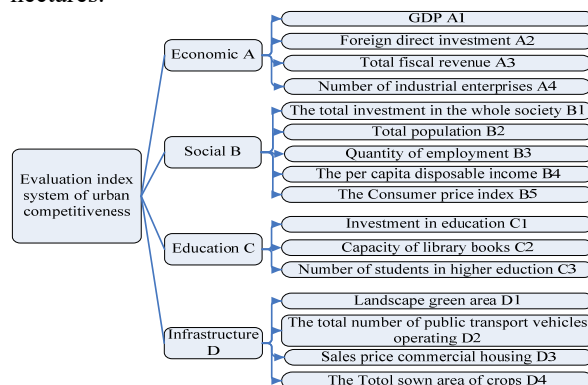 hectares.
GDP A1
Foreign direct investment A2
Economic A
Total fiscal revenue A3
Number of industrial enterprises A4
The total investment in the whole society B1
Total population B2
Social B
Quantity of employment B3
The per capita disposable income B4
The Consumer price index B5
Evaluation index
system of urban
competitiveness
Investment in education C1
Education C
Capacity of library books C2
Number of students in higher eduction C3
Landscape green area D1
Infrastructure
D
The total number of public transport vehicles
operating D2
Sales price commercial housing D3
The Totol sown area of crops D4